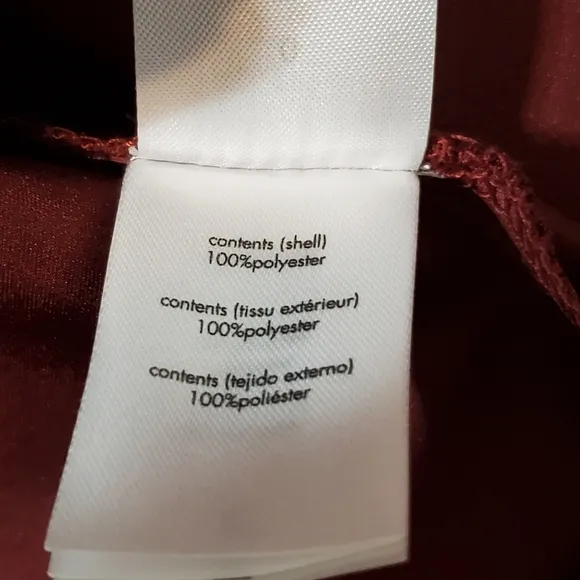 contents (shell)
100%polyester
contents (tissu extérieur)
100%polyester
contents (tejido externo)
100%poliéster